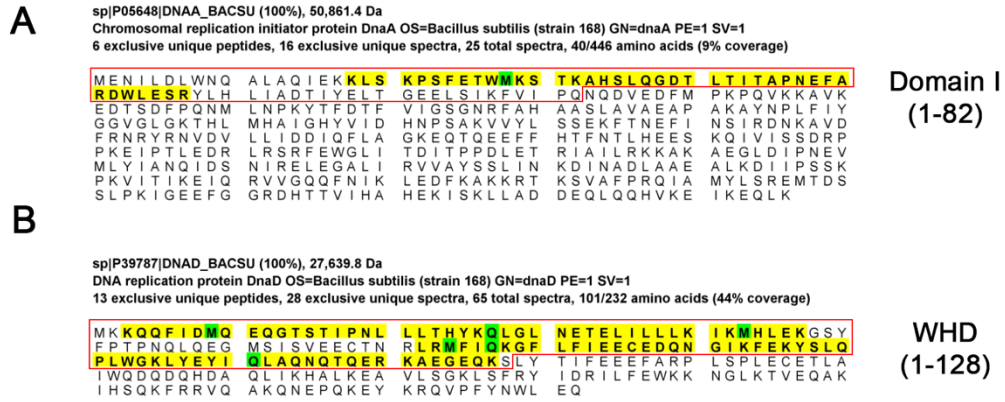 A
sp|P05648|DNAA_BACSU (100%), 50,861.4 Da
Chromosomal replication initiator protein DnaA OS=Bacillus subtilis (strain 168) GN=dnaA PE=1 SV=1
6 exclusive unique peptides, 16 exclusive unique spectra, 25 total spectra, 40/446 amino acids (9% coverage)
MENILDLWNQ ALAQIEKKLS KPSFETWMKS TKAHSLQGDT LTITAPNEFA
RDWLESRYLH LIADTIYELT GEELSIKFVI PQNQDVEDFM PKPQVKKAVK
EDTSDFPQNM LNPKYTFDTF VIGSGNRFAH AASLAVAEAP AKAYNPLFIY
GGVGLGKTHL MHAIGHYVID HNPSAKVVYL SSEKFTNEFI NSIRDNKAVD
FRNRYRNVDV LLIDDIQFLA GKEQTQEEFF HTFNTLHEES KQIVISSDRP
PKEIPTLEDR LRSRFEWGLI TDITPPDLET RIAILRKKAK AEGLDIPNEV
MLYIANQIDS NIRELEGALI RVVAYSSLIN KDINADLAAE ALKDIIPSSK
PKVITIKEIQ RVVGQQFNIK LEDFKAKKRT KSVAFPRQIA MYLSREMTDS
SLPKIGEEFG GRDHTTVIHA HEKISKLLAD DEQLQQHVKE IKEQLK
Domain I
(1-82)
B
sp|P39787|DNAD_BACSU (100%), 27,639.8 Da
DNA replication protein DnaD OS=Bacillus subtilis (strain 168) GN=dnaD PE=1 SV=1
13 exclusive unique peptides, 28 exclusive unique spectra, 65 total spectra, 101/232 amino acids (44% coverage)
MKKQQFIDMQ EQGTSTIPNL LLTHYKQLGL NETELILLLK IKMHLEKGSY
FPTPNQLQEG MSISVEECTN RLRMFIQKGF LFIEECEDQN GIKFEKYSLQ
PLWGKLYEYI QLAQNQTQER KAEGEQKSLY TIFEEEFARP LSPLECETLA
IWQDQDQHDA QLIKHALKEA VLSGKLSFRY IDRILFEWKK NGLKTVEQAK
IHSQKFRRVQ AKQNEPQKEY KRQVPFYNWL EQ
WHD
(1-128)